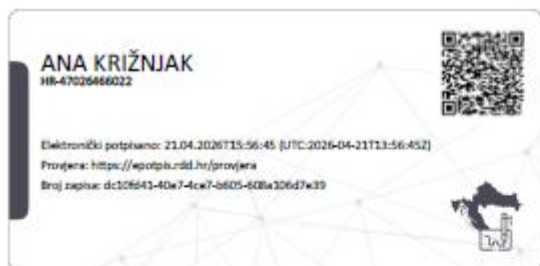 ANA KRIŽNJAK
HR-47026466022
Elektronički potpisano: 21.04.2026T15:56:45 (UTC:2026-04-21T13:56:45Z)
Provjera: https://epotpis.rdd.hr/provjera
Broj zapisa: dc10fd41-40e7-4ce7-b605-608a106d7e39